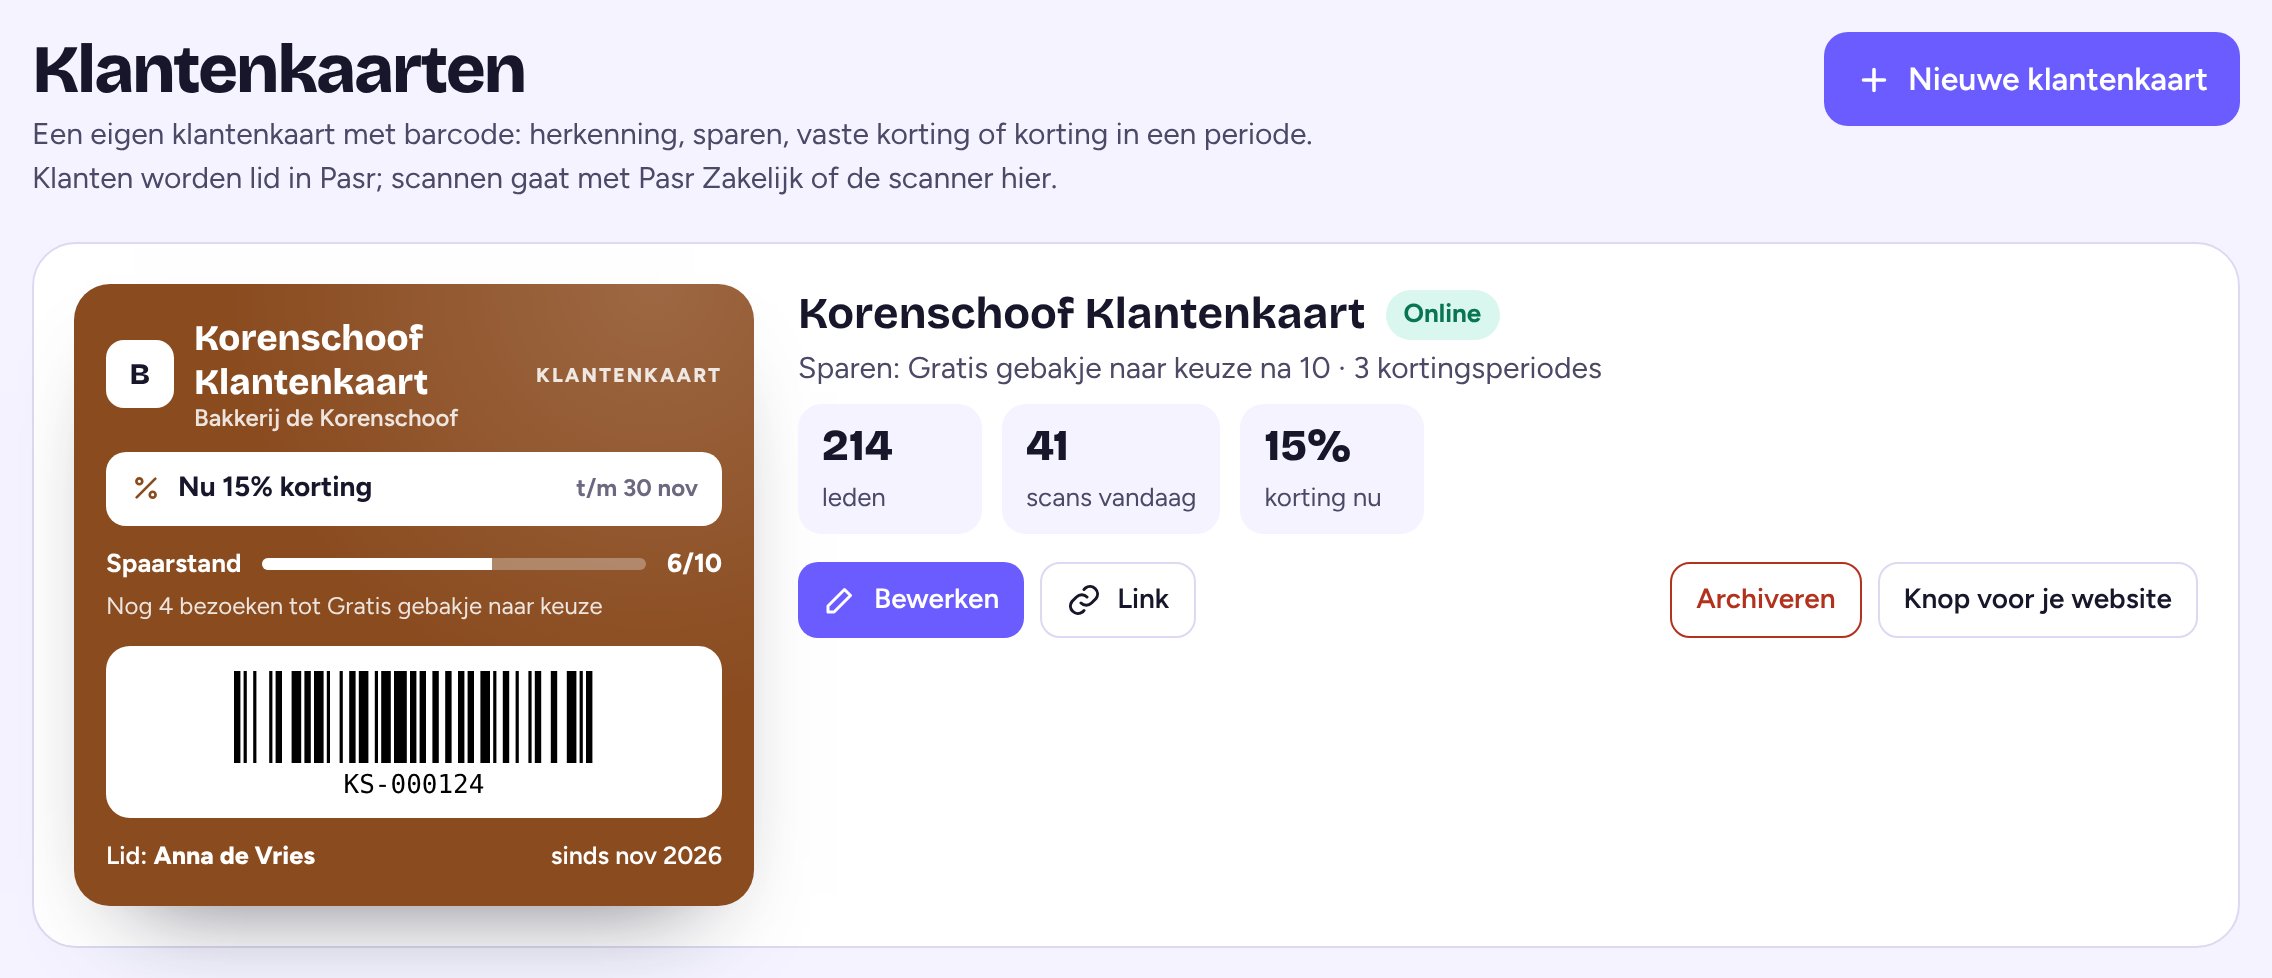 Klantenkaarten
+ Nieuwe klantenkaart
Een eigen klantenkaart met barcode: herkenning, sparen, vaste korting of korting in een periode.
Klanten worden lid in Pasr; scannen gaat met Pasr Zakelijk of de scanner hier.
B
Korenschoof
Klantenkaart
Bakkerij de Korenschoof
KLANTENKAART
% Nu 15% korting
t/m 30 nov
Spaarstand
6/10
Nog 4 bezoeken tot Gratis gebakje naar keuze
KS-000124
Lid: Anna de Vries
sinds nov 2026
Korenschoof Klantenkaart
Online
Sparen: Gratis gebakje naar keuze na 10 · 3 kortingsperiodes
214
leden
41
scans vandaag
15%
korting nu
Bewerken
Link
Archiveren
Knop voor je website